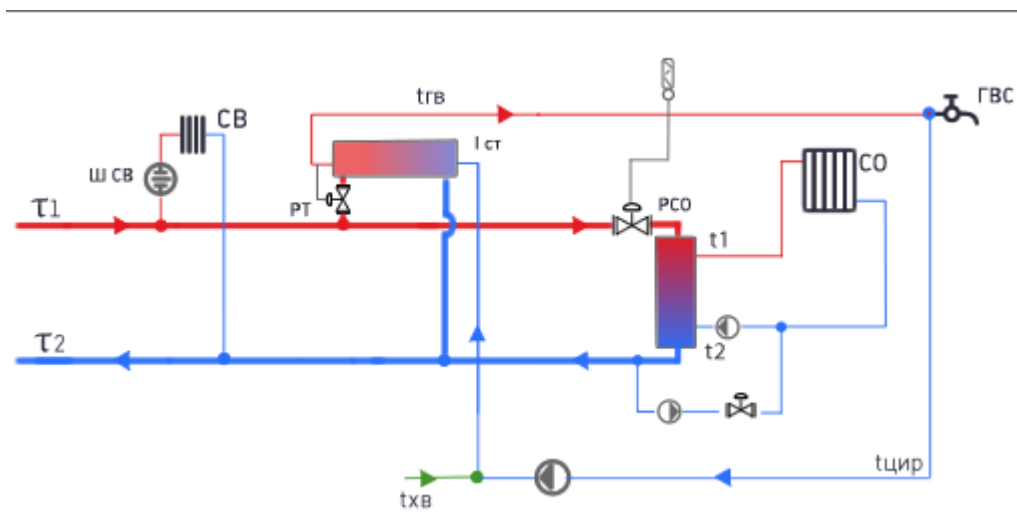 tгв
ГВС
СВ
I ст
СО
Ш СВ
РТ
РСО
τ1
t1
τ2
t2
tцир
tхв